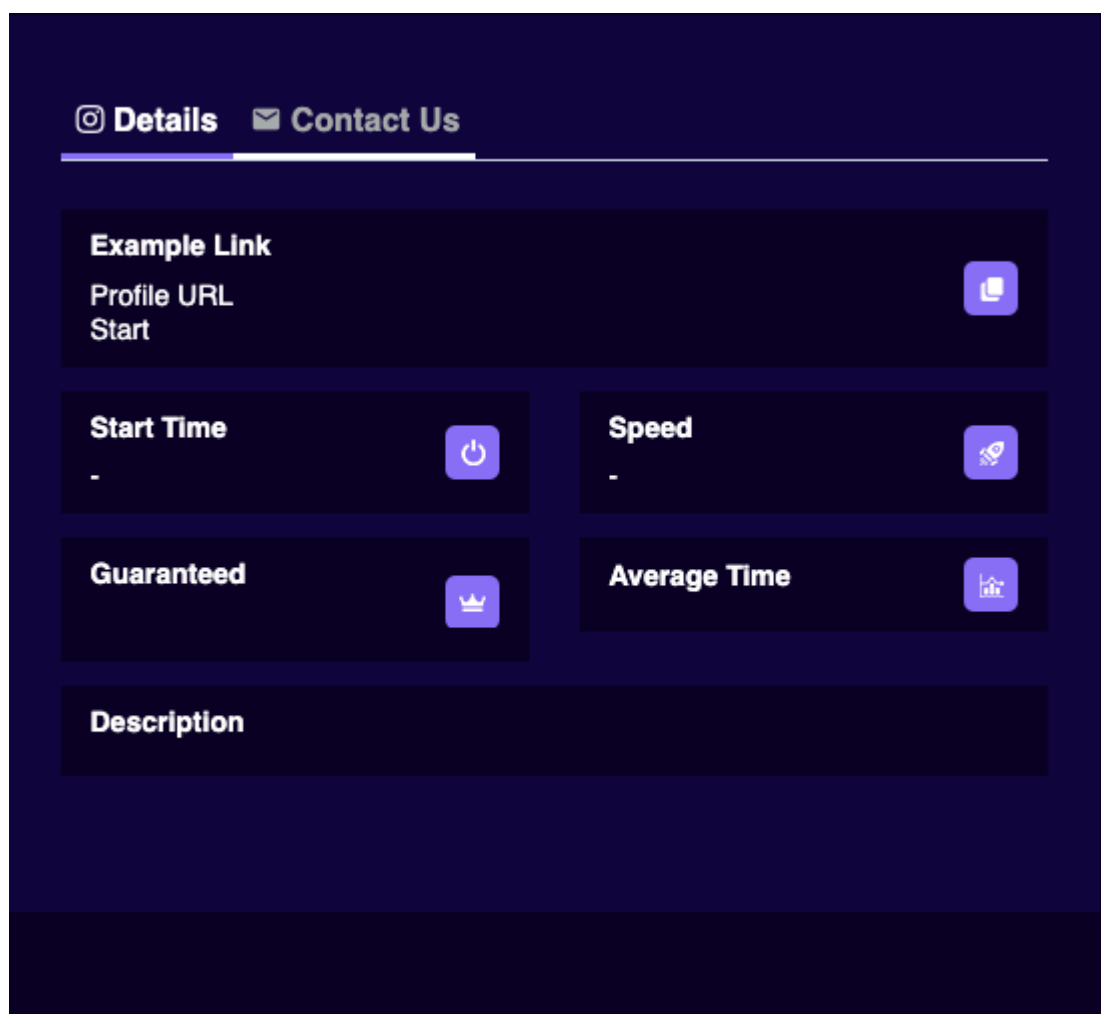 Details
Contact Us
Example Link
Profile URL
Start
Start Time
-
Speed
-
Guaranteed
Average Time
Description